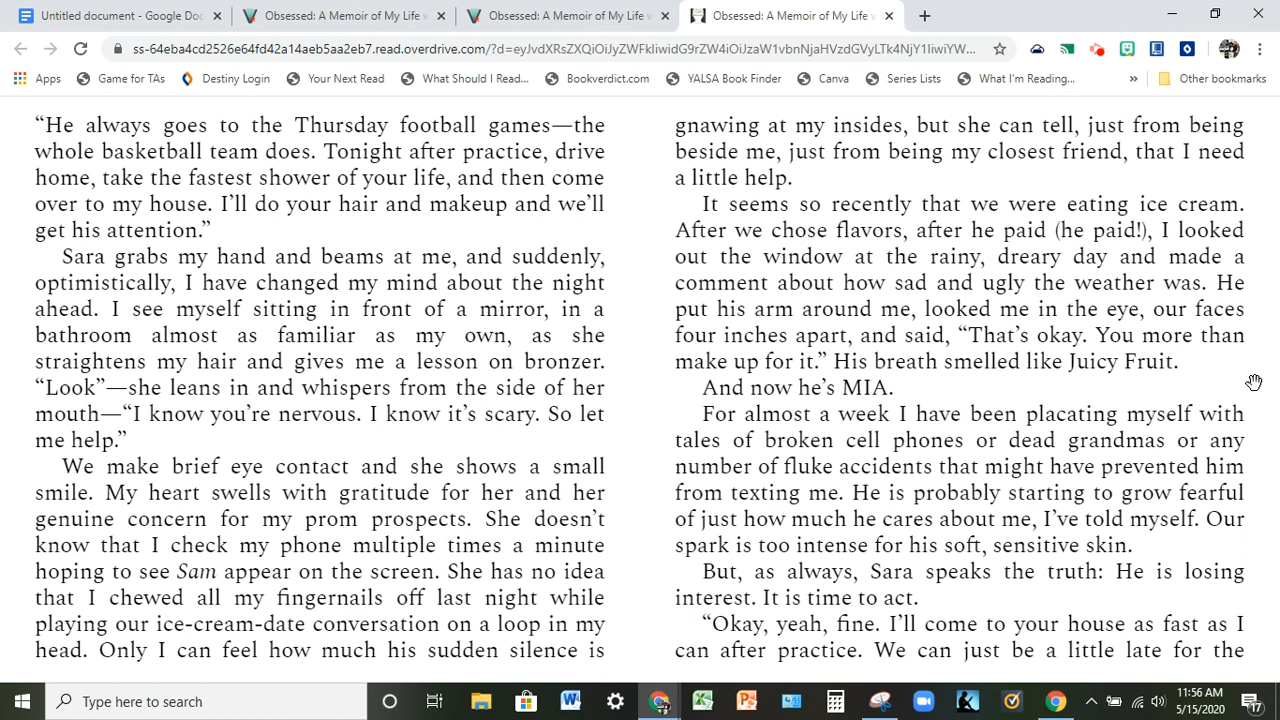 Untitled document - Google Doc
Obsessed: A Memoir of My Life w
Obsessed: A Memoir of My Life w
Obsessed: A Memoir of My Life w
ss-64eba4cd2526e64fd42a14aeb5aa2eb7.read.overdrive.com/?d=eyJvdXRsZXQiOiJyZWFkIiwidG9rZW4iOiJzaW1vbnNjaHVzdGVyLTk4NjY1IiwiYW...
Apps
Game for TAs
Destiny Login
Your Next Read
What Should I Read...
Bookverdict.com
YALSA Book Finder
Canva
Series Lists
What I'm Reading...
»
Other bookmarks
“He always goes to the Thursday football games—the
whole basketball team does. Tonight after practice, drive
home, take the fastest shower of your life, and then come
over to my house. I’ll do your hair and makeup and we’ll
get his attention.”
Sara grabs my hand and beams at me, and suddenly,
optimistically, I have changed my mind about the night
ahead. I see myself sitting in front of a mirror, in a
bathroom almost as familiar as my own, as she
straightens my hair and gives me a lesson on bronzer.
“Look”—she leans in and whispers from the side of her
mouth—“I know you’re nervous. I know it’s scary. So let
me help.”
We make brief eye contact and she shows a small
smile. My heart swells with gratitude for her and her
genuine concern for my prom prospects. She doesn’t
know that I check my phone multiple times a minute
hoping to see Sam appear on the screen. She has no idea
that I chewed all my fingernails off last night while
playing our ice-cream-date conversation on a loop in my
head. Only I can feel how much his sudden silence is
gnawing at my insides, but she can tell, just from being
beside me, just from being my closest friend, that I need
a little help.
It seems so recently that we were eating ice cream.
After we chose flavors, after he paid (he paid!), I looked
out the window at the rainy, dreary day and made a
comment about how sad and ugly the weather was. He
put his arm around me, looked me in the eye, our faces
four inches apart, and said, “That’s okay. You more than
make up for it.” His breath smelled like Juicy Fruit.
And now he’s MIA.
For almost a week I have been placating myself with
tales of broken cell phones or dead grandmas or any
number of fluke accidents that might have prevented him
from texting me. He is probably starting to grow fearful
of just how much he cares about me, I’ve told myself. Our
spark is too intense for his soft, sensitive skin.
But, as always, Sara speaks the truth: He is losing
interest. It is time to act.
“Okay, yeah, fine. I’ll come to your house as fast as I
can after practice. We can just be a little late for the
Type here to search
11:56 AM
5/15/2020
17